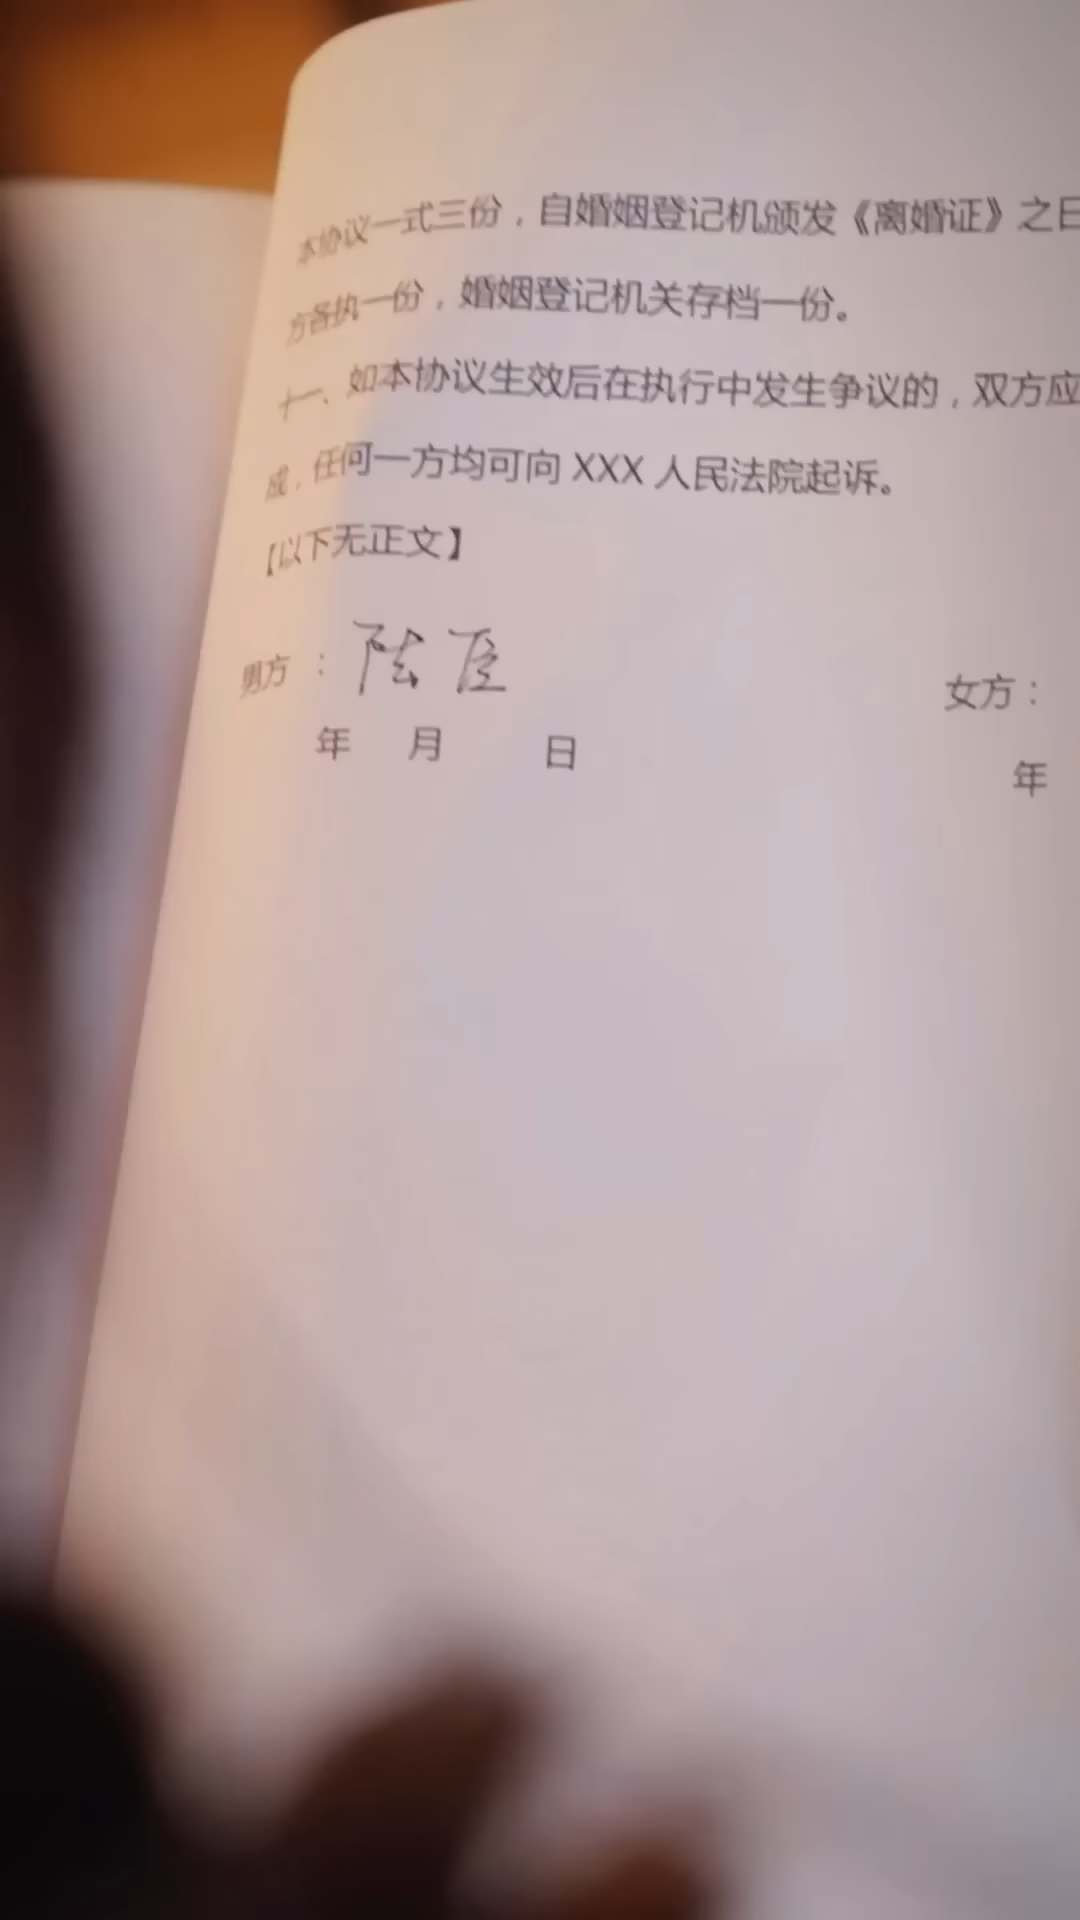 本协议一式三份，自婚姻登记机颁发《离婚证》之日
方各执一份，婚姻登记机关存档一份。
十一、如本协议生效后在执行中发生争议的，双方应
成，任何一方均可向 XXX 人民法院起诉。
【以下无正文】
男方 ： 女方：
年 月 日 年